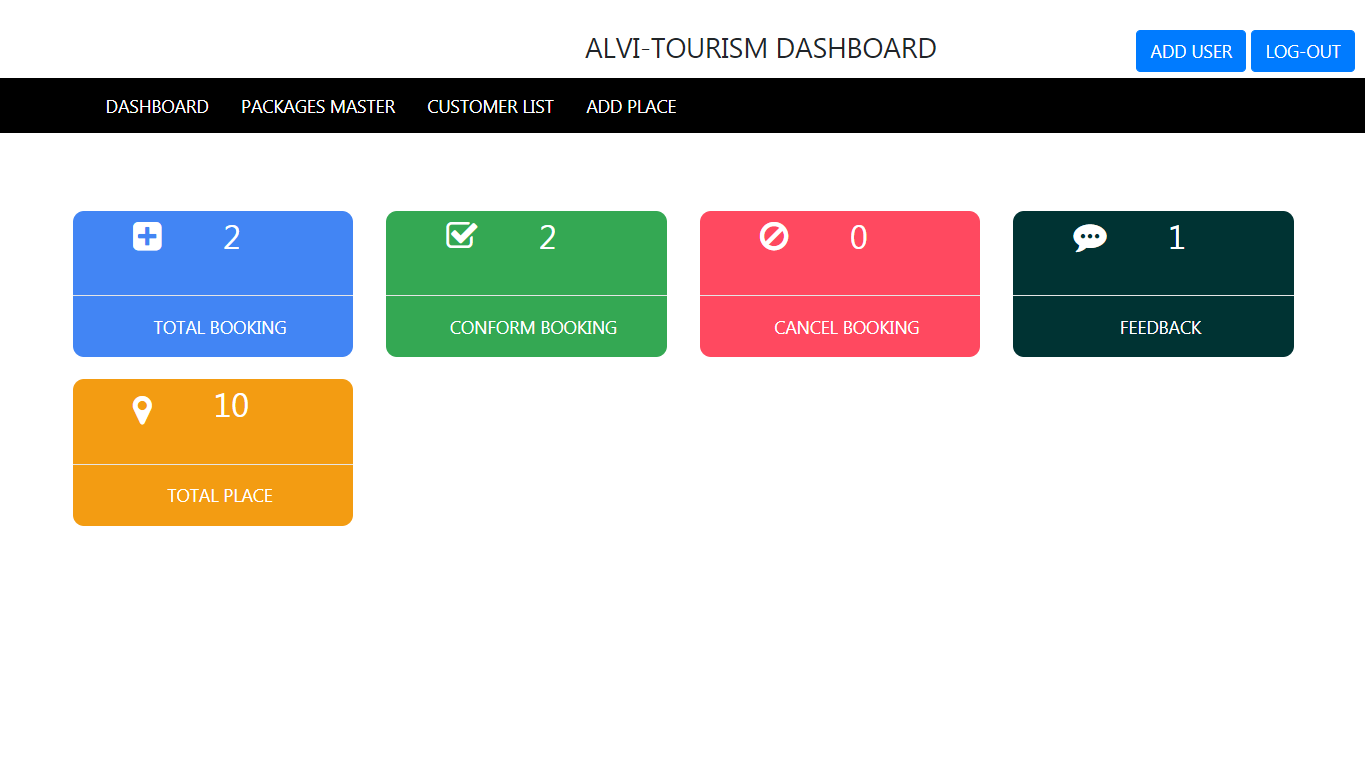 ALVI-TOURISM DASHBOARD
ADD USER
LOG-OUT
DASHBOARD PACKAGES MASTER CUSTOMER LIST ADD PLACE
2
TOTAL BOOKING
2
CONFORM BOOKING
0
CANCEL BOOKING
1
FEEDBACK
10
TOTAL PLACE